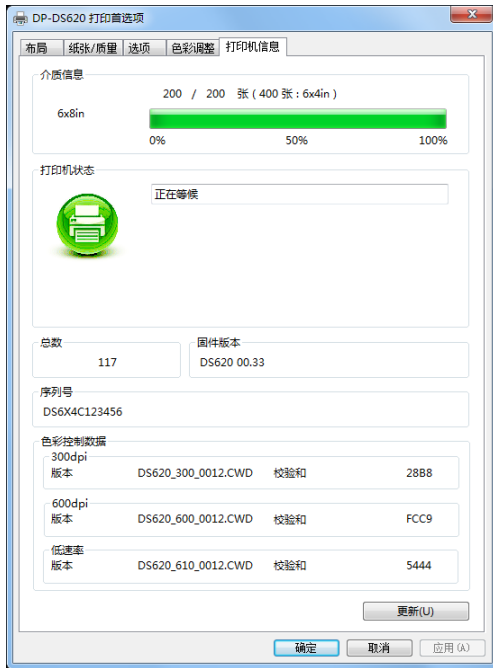 DP-DS620 打印首选项
布局 纸张/质量 选项 色彩调整 打印机信息
介质信息
200 / 200 张 ( 400 张 : 6x4in )
6x8in
0% 50% 100%
打印机状态
正在等候
总数 固件版本
117 DS620 00.33
序列号
DS6X4C123456
色彩控制数据
300dpi
版本 DS620_300_0012.CWD 校验和 28B8
600dpi
版本 DS620_600_0012.CWD 校验和 FCC9
低速率
版本 DS620_610_0012.CWD 校验和 5444
更新(U)
确定 取消 应用(A)